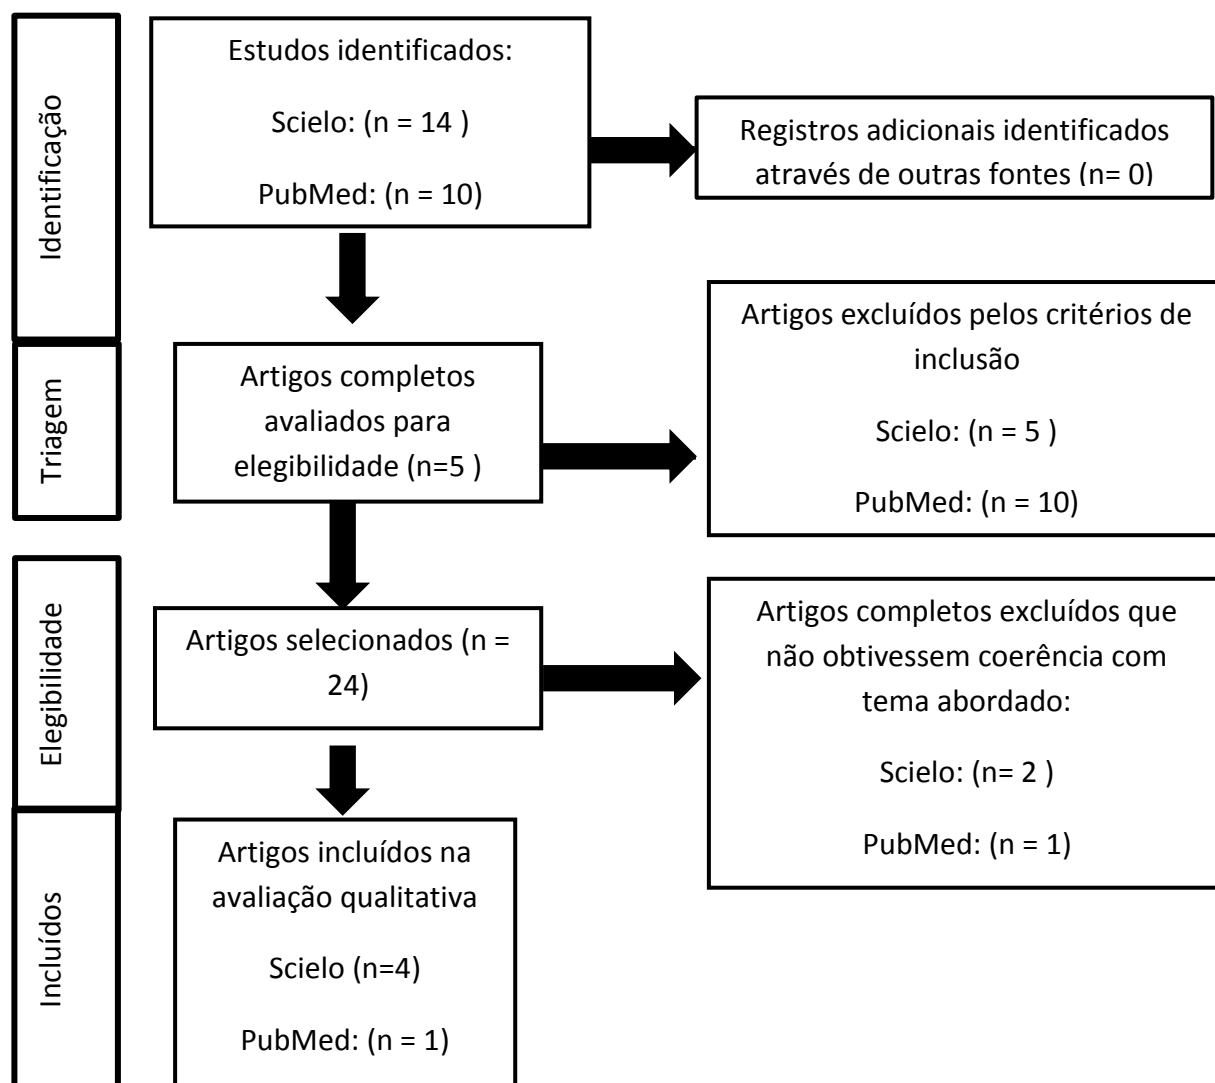 Identificação
Estudos identificados:
Scielo: (n = 14 )
PubMed: (n = 10)
Registros adicionais identificados
através de outras fontes (n= 0)
Triagem
Artigos completos
avaliados para
elegibilidade (n=5 )
Artigos excluídos pelos critérios de
inclusão
Scielo: (n = 5 )
PubMed: (n = 10)
Elegibilidade
Artigos selecionados (n =
24)
Artigos completos excluídos que
não obtivessem coerência com
tema abordado:
Scielo: (n= 2 )
PubMed: (n = 1)
Incluídos
Artigos incluídos na
avaliação qualitativa
Scielo (n=4)
PubMed: (n = 1)